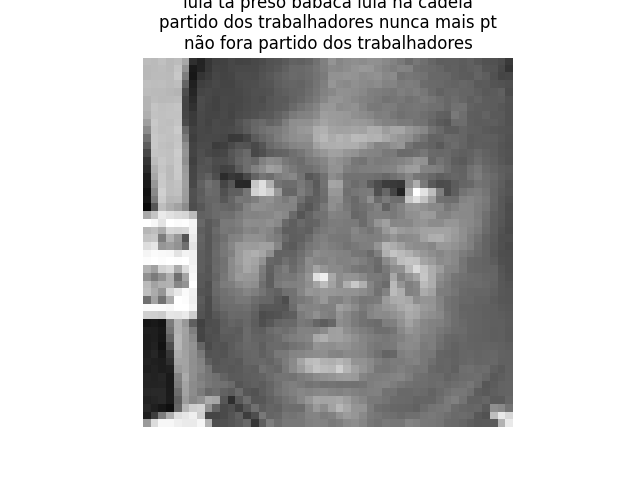 lula tá preso babaca lula na cadeia
partido dos trabalhadores nunca mais pt
não fora partido dos trabalhadores